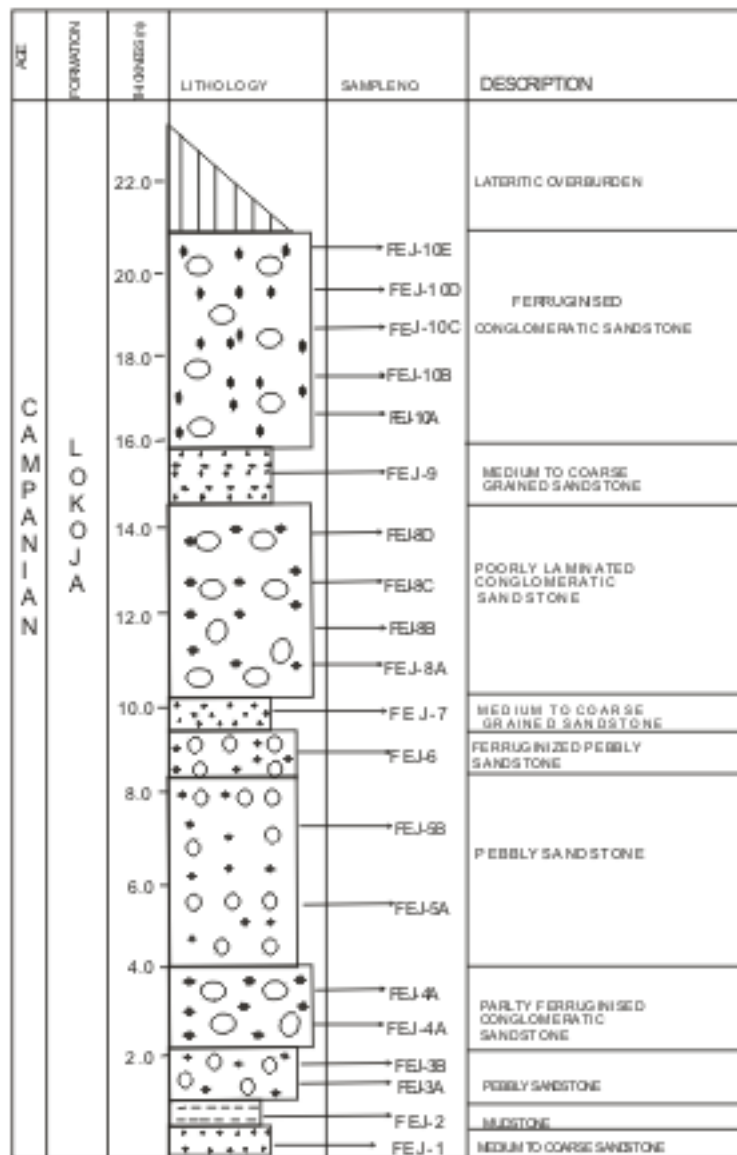 AGE
FORMATION
THICKNESS(m)
LITHOLOGY
SAMPLE NO
DESCRIPTION
CAMPANIAN
LOKOJA
22.0
LATERITIC OVERBURDEN
FEJ-10E
20.0
FEJ-10D
FERRUGINISED
FEJ-10C
CONGLOMERATIC SANDSTONE
18.0
FEJ-10B
FEJ-10A
16.0
FEJ-9
MEDIUM TO COARSE
GRAINED SANDSTONE
14.0
FEJ-8D
POORLY LAMINATED
CONGLOMERATIC
SANDSTONE
FEJ-8C
12.0
FEJ-8B
FEJ-8A
10.0
FEJ-7
MEDIUM TO COARSE
GRAINED SANDSTONE
FEJ-6
FERRUGINIZED PEBBLY
SANDSTONE
8.0
FEJ-5B
PEBBLY SANDSTONE
6.0
FEJ-5A
4.0
FEJ-4A
PARLTY FERRUGINISED
CONGLOMERATIC
SANDSTONE
FEJ-4A
2.0
FEJ-3B
FEJ-3A
PEBBLY SANDSTONE
FEJ-2
MUDSTONE
FEJ-1
MEDIUM TO COARSE SANDSTONE